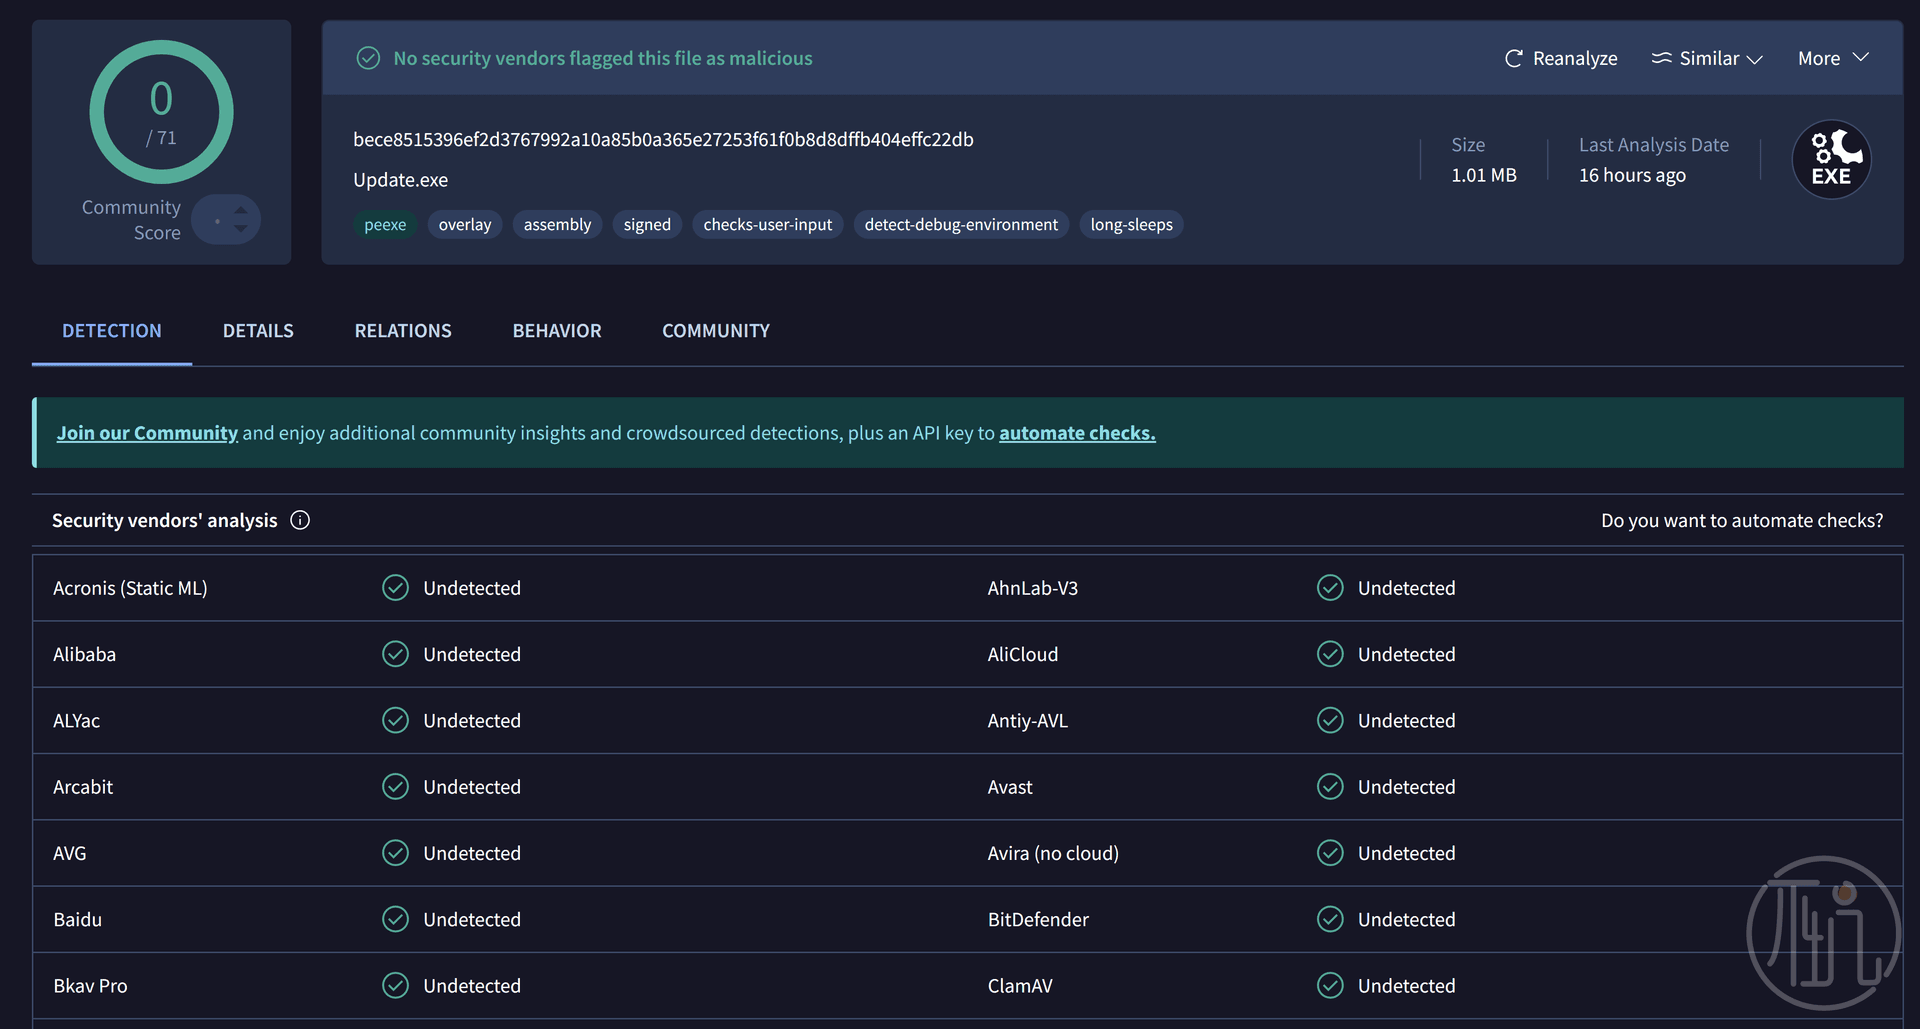 0
/ 71
Community
Score
No security vendors flagged this file as malicious
Reanalyze
Similar
More
bece8515396ef2d3767992a10a85b0a365e27253f61f0b8d8dffb404effc22db
Update.exe
peexe overlay assembly signed checks-user-input detect-debug-environment long-sleeps
Size
1.01 MB
Last Analysis Date
16 hours ago
EXE
DETECTION DETAILS RELATIONS BEHAVIOR COMMUNITY
Join our Community and enjoy additional community insights and crowdsourced detections, plus an API key to automate checks.
Security vendors' analysis
Do you want to automate checks?
Acronis (Static ML) Undetected AhnLab-V3 Undetected
Alibaba Undetected AliCloud Undetected
ALYac Undetected Antiy-AVL Undetected
Arcabit Undetected Avast Undetected
AVG Undetected Avira (no cloud) Undetected
Baidu Undetected BitDefender Undetected
Bkav Pro Undetected ClamAV Undetected